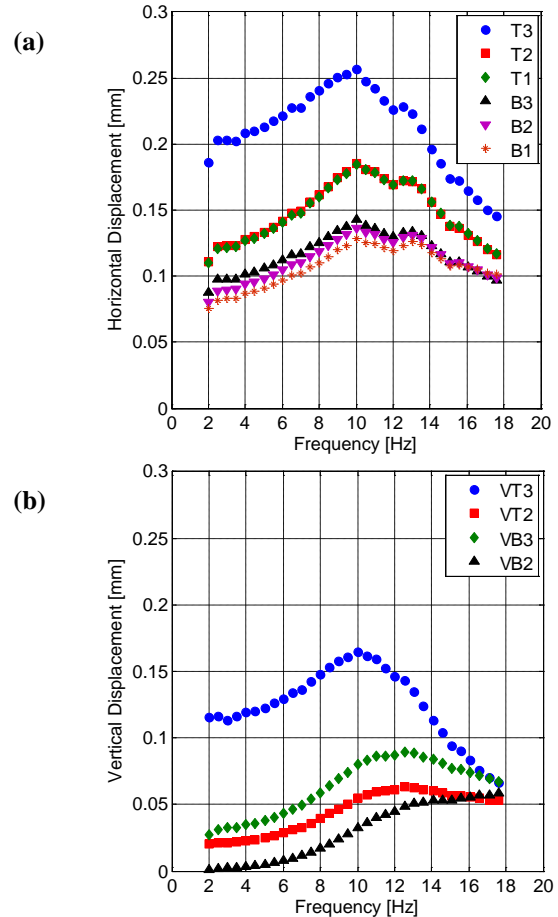 (a)
0.3
0.25
0.2
0.15
0.1
0.05
0
Horizontal Displacement [mm]
T3
T2
T1
B3
B2
B1
0 2 4 6 8 10 12 14 16 18 20
Frequency [Hz]
(b)
0.3
0.25
0.2
0.15
0.1
0.05
0
Vertical Displacement [mm]
VT3
VT2
VB3
VB2
0 2 4 6 8 10 12 14 16 18 20
Frequency [Hz]